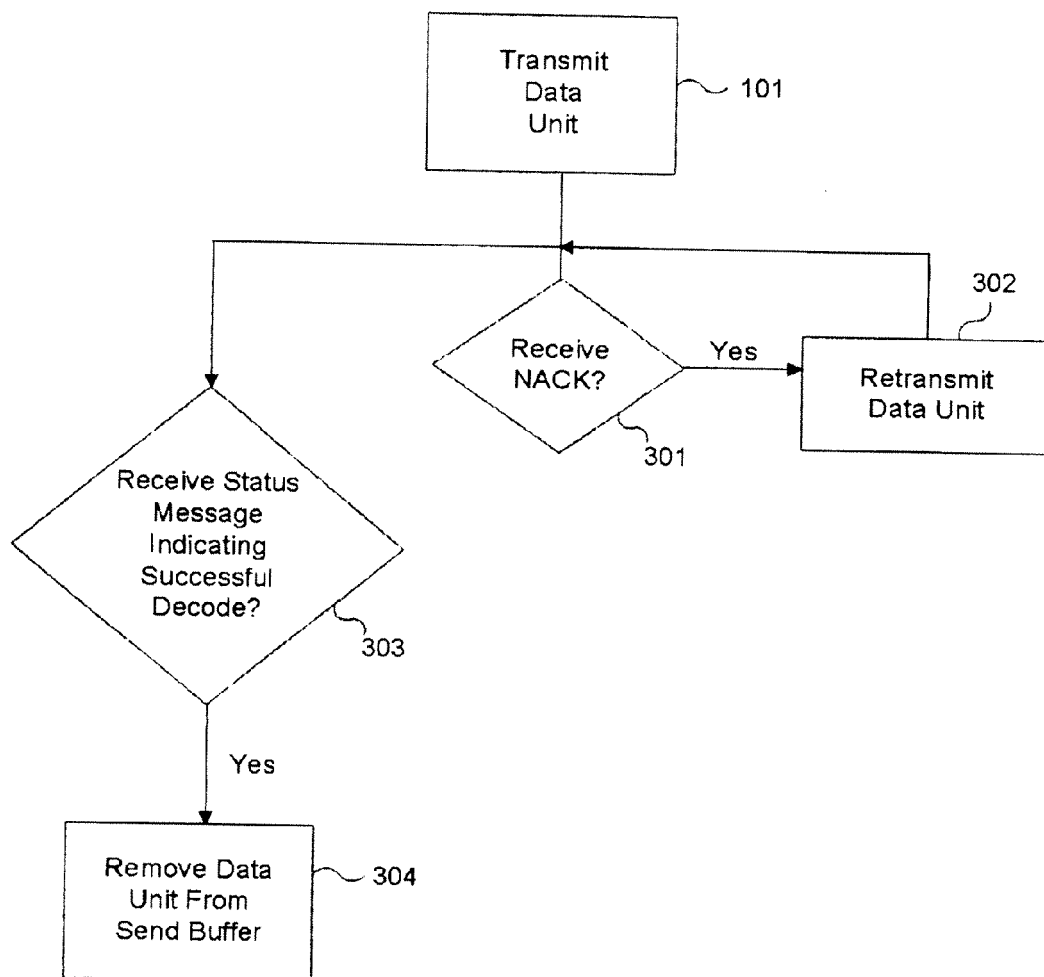 Transmit
Data
Unit
101
302
Receive
NACK?
Yes
Retransmit
Data Unit
301
Receive Status
Message
Indicating
Successful
Decode?
303
Yes
Remove Data
Unit From
Send Buffer
304